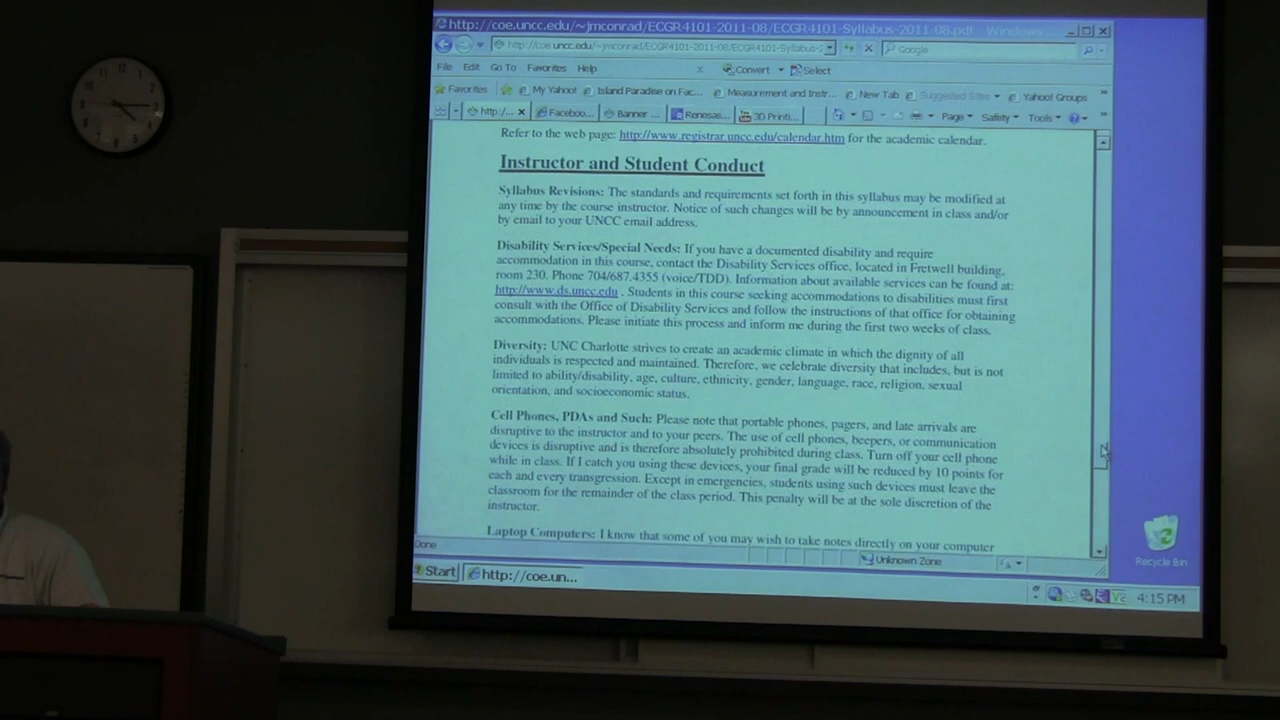 http://coe.uncc.edu/~jmconrad/ECGR4101-2011-08/ECGR4101-Syllabus-2011-08.pdf - Windows
http://coe.uncc.edu/~jmconrad/ECGR4101-2011-08/ECGR4101-Syllabus-2
Google
File Edit Go To Favorites Help
x Convert Select
Favorites My Yahoo! Island Paradise on Fac... Measurement and Instr... New Tab Suggested Sites Yahoo! Groups
http:/... Faceboo... Banner ... Renesas... 3D Printi... Page Safety Tools
Refer to the web page: http://www.registrar.uncc.edu/calendar.htm for the academic calendar.
Instructor and Student Conduct
Syllabus Revisions: The standards and requirements set forth in this syllabus may be modified at
any time by the course instructor. Notice of such changes will be by announcement in class and/or
by email to your UNCC email address.
Disability Services/Special Needs: If you have a documented disability and require
accommodation in this course, contact the Disability Services office, located in Fretwell building,
room 230. Phone 704/687.4355 (voice/TDD). Information about available services can be found at:
http://www.ds.uncc.edu . Students in this course seeking accommodations to disabilities must first
consult with the Office of Disability Services and follow the instructions of that office for obtaining
accommodations. Please initiate this process and inform me during the first two weeks of class.
Diversity: UNC Charlotte strives to create an academic climate in which the dignity of all
individuals is respected and maintained. Therefore, we celebrate diversity that includes, but is not
limited to ability/disability, age, culture, ethnicity, gender, language, race, religion, sexual
orientation, and socioeconomic status.
Cell Phones, PDAs and Such: Please note that portable phones, pagers, and late arrivals are
disruptive to the instructor and to your peers. The use of cell phones, beepers, or communication
devices is disruptive and is therefore absolutely prohibited during class. Turn off your cell phone
while in class. If I catch you using these devices, your final grade will be reduced by 10 points for
each and every transgression. Except in emergencies, students using such devices must leave the
classroom for the remainder of the class period. This penalty will be at the sole discretion of the
instructor.
Laptop Computers: I know that some of you may wish to take notes directly on your computer
Done
Unknown Zone
Recycle Bin
Start http://coe.un...
4:15 PM